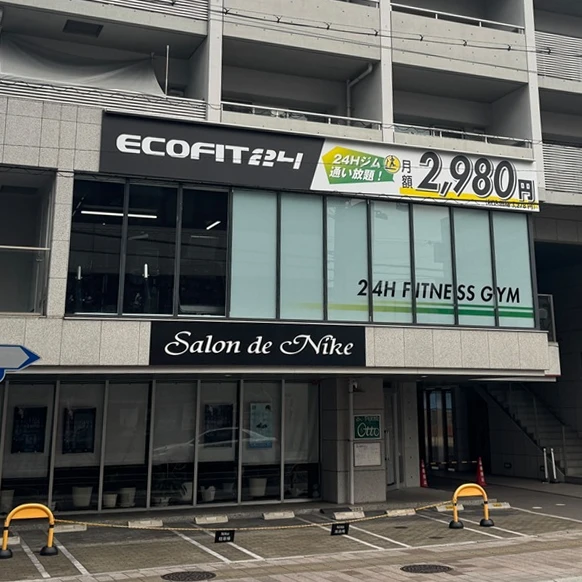 ECOFIT24
24Hジム
通い放題！
月額
2,980円
24H FITNESS GYM
Salon de Nike
Otto